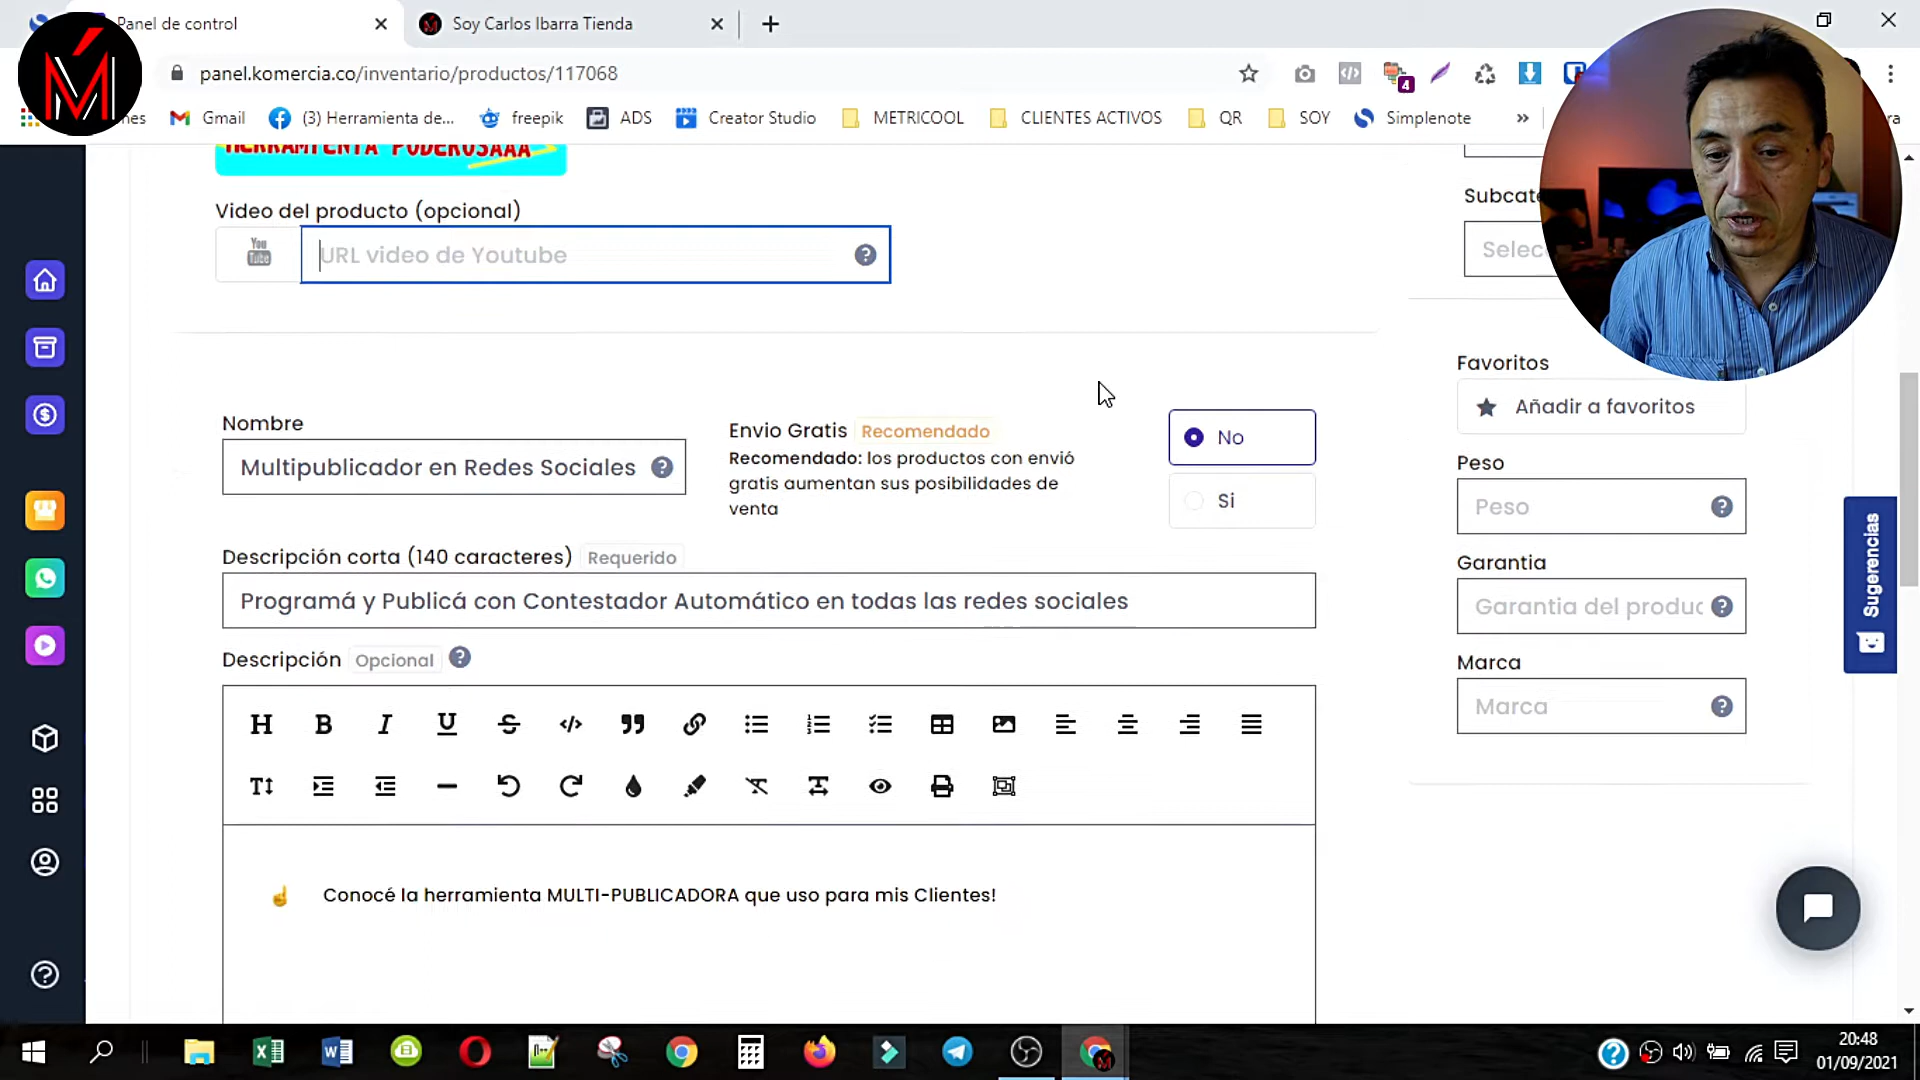 Panel de control
Soy Carlos Ibarra Tienda
panel.komercia.co/inventario/productos/117068
4
Gmail
(3) Herramienta de...
freepik
ADS
Creator Studio
METRICOOL
CLIENTES ACTIVOS
QR
SOY
Simplenote
»
HERRAMIENTA PODEROSAAA
Video del producto (opcional)
You Tube
URL video de Youtube
Nombre
Multipublicador en Redes Sociales
Envio Gratis Recomendado
Recomendado: los productos con envió
gratis aumentan sus posibilidades de
venta
No
Si
Descripción corta (140 caracteres) Requerido
Programá y Publicá con Contestador Automático en todas las redes sociales
Descripción Opcional
Conocé la herramienta MULTI-PUBLICADORA que uso para mis Clientes!
Favoritos
Añadir a favoritos
Peso
Peso
Garantia
Garantia del produc
Marca
Marca
Sugerencias
20:48
01/09/2021